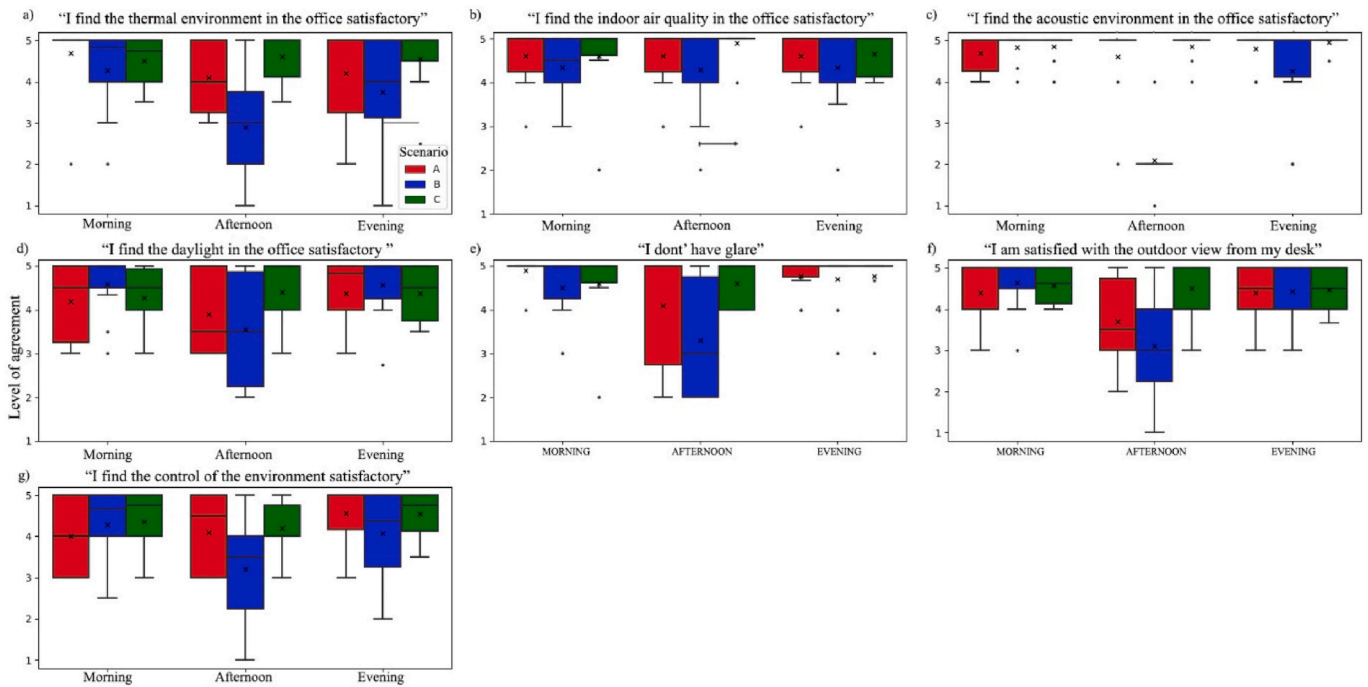 a) "I find the thermal environment in the office satisfactory"
b) "I find the indoor air quality in the office satisfactory"
c) "I find the acoustic environment in the office satisfactory"
5
4
3
2
1
Scenario
A
B
C
Morning Afternoon Evening
5
4
3
2
1
Morning Afternoon Evening
5
4
3
2
1
Morning Afternoon Evening
d) "I find the daylight in the office satisfactory "
e) "I dont' have glare"
f) "I am satisfied with the outdoor view from my desk"
Level of agreement
5
4
3
2
1
Morning Afternoon Evening
5
4
3
2
1
MORNING AFTERNOON EVENING
5
4
3
2
1
MORNING AFTERNOON EVENING
g) "I find the control of the environment satisfactory"
5
4
3
2
1
Morning Afternoon Evening